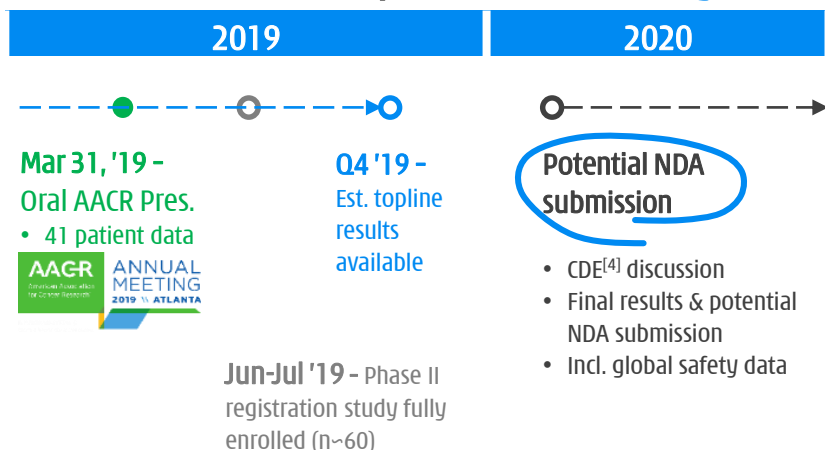 2019
2020
Mar 31, '19 –
Oral AACR Pres.
• 41 patient data
AACR
American Association
for Cancer Research
ANNUAL
MEETING
2019 \\ ATLANTA
Jun-Jul '19 – Phase II
registration study fully
enrolled (n~60)
Q4 '19 –
Est. topline
results
available
Potential NDA
submission
• CDE[4] discussion
• Final results & potential
NDA submission
• Incl. global safety data